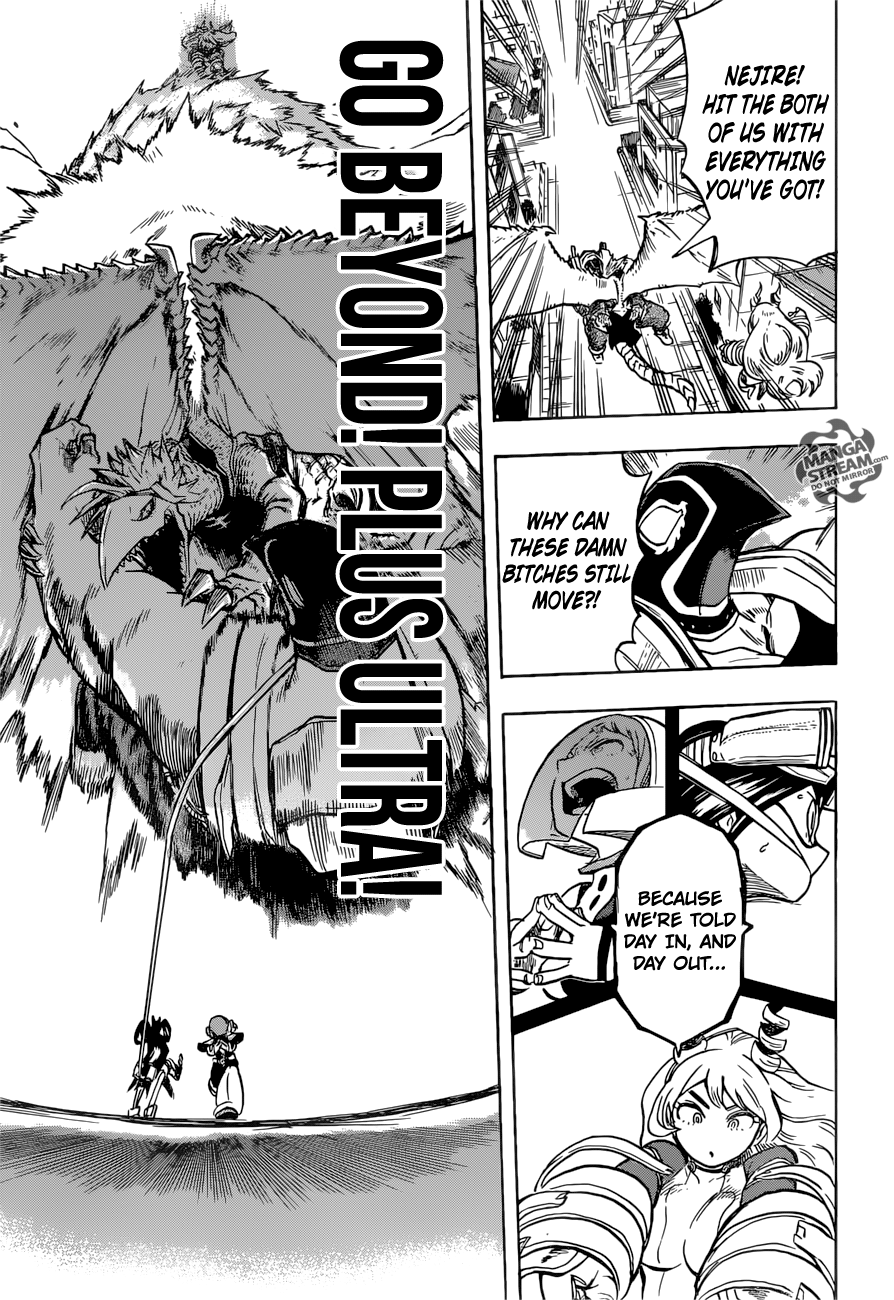 NEJIRE!
HIT THE BOTH
OF US WITH
EVERYTHING
YOU'VE GOT!
MANGA
STREAM.com
DO NOT MIRROR
WHY CAN
THESE DAMN
BITCHES STILL
MOVE?!
BECAUSE
WE'RE TOLD
DAY IN, AND
DAY OUT...
GO BEYOND! PLUS ULTRA!